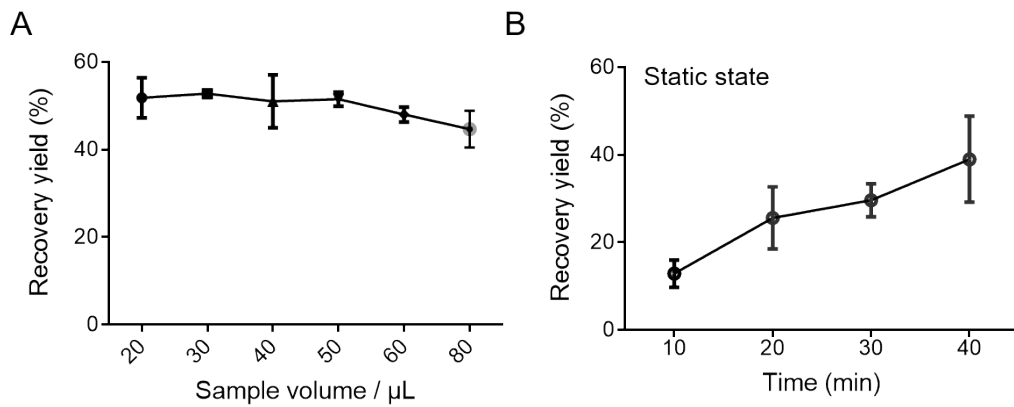 A
60
40
20
0
Recovery yield (%)
20 30 40 50 60 80
Sample volume / µL
B
Static state
60
40
20
0
Recovery yield (%)
10 20 30 40
Time (min)